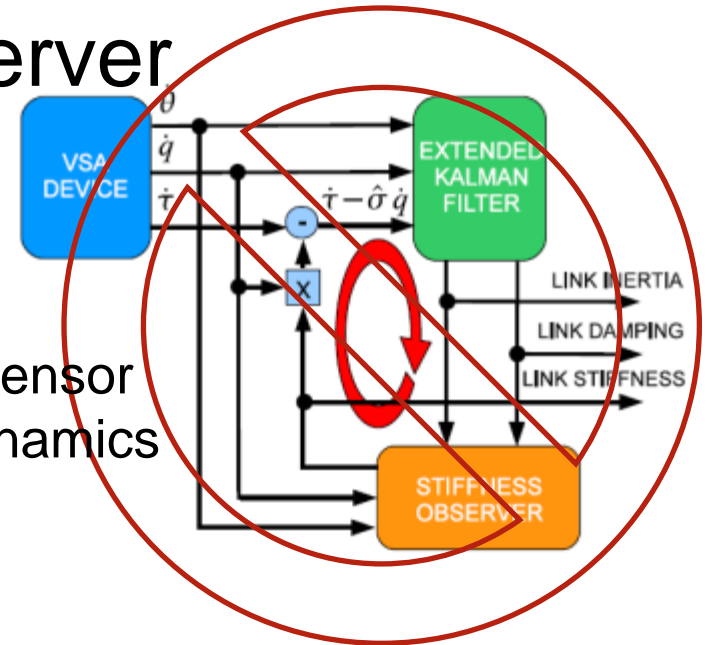 erver
θ̇
q̇
τ̇
VSA
DEVICE
EXTENDED
KALMAN
FILTER
τ̇ − σ̂ q̇
-
X
LINK INERTIA
LINK DAMPING
LINK STIFFNESS
ensor
namics
STIFFNESS
OBSERVER